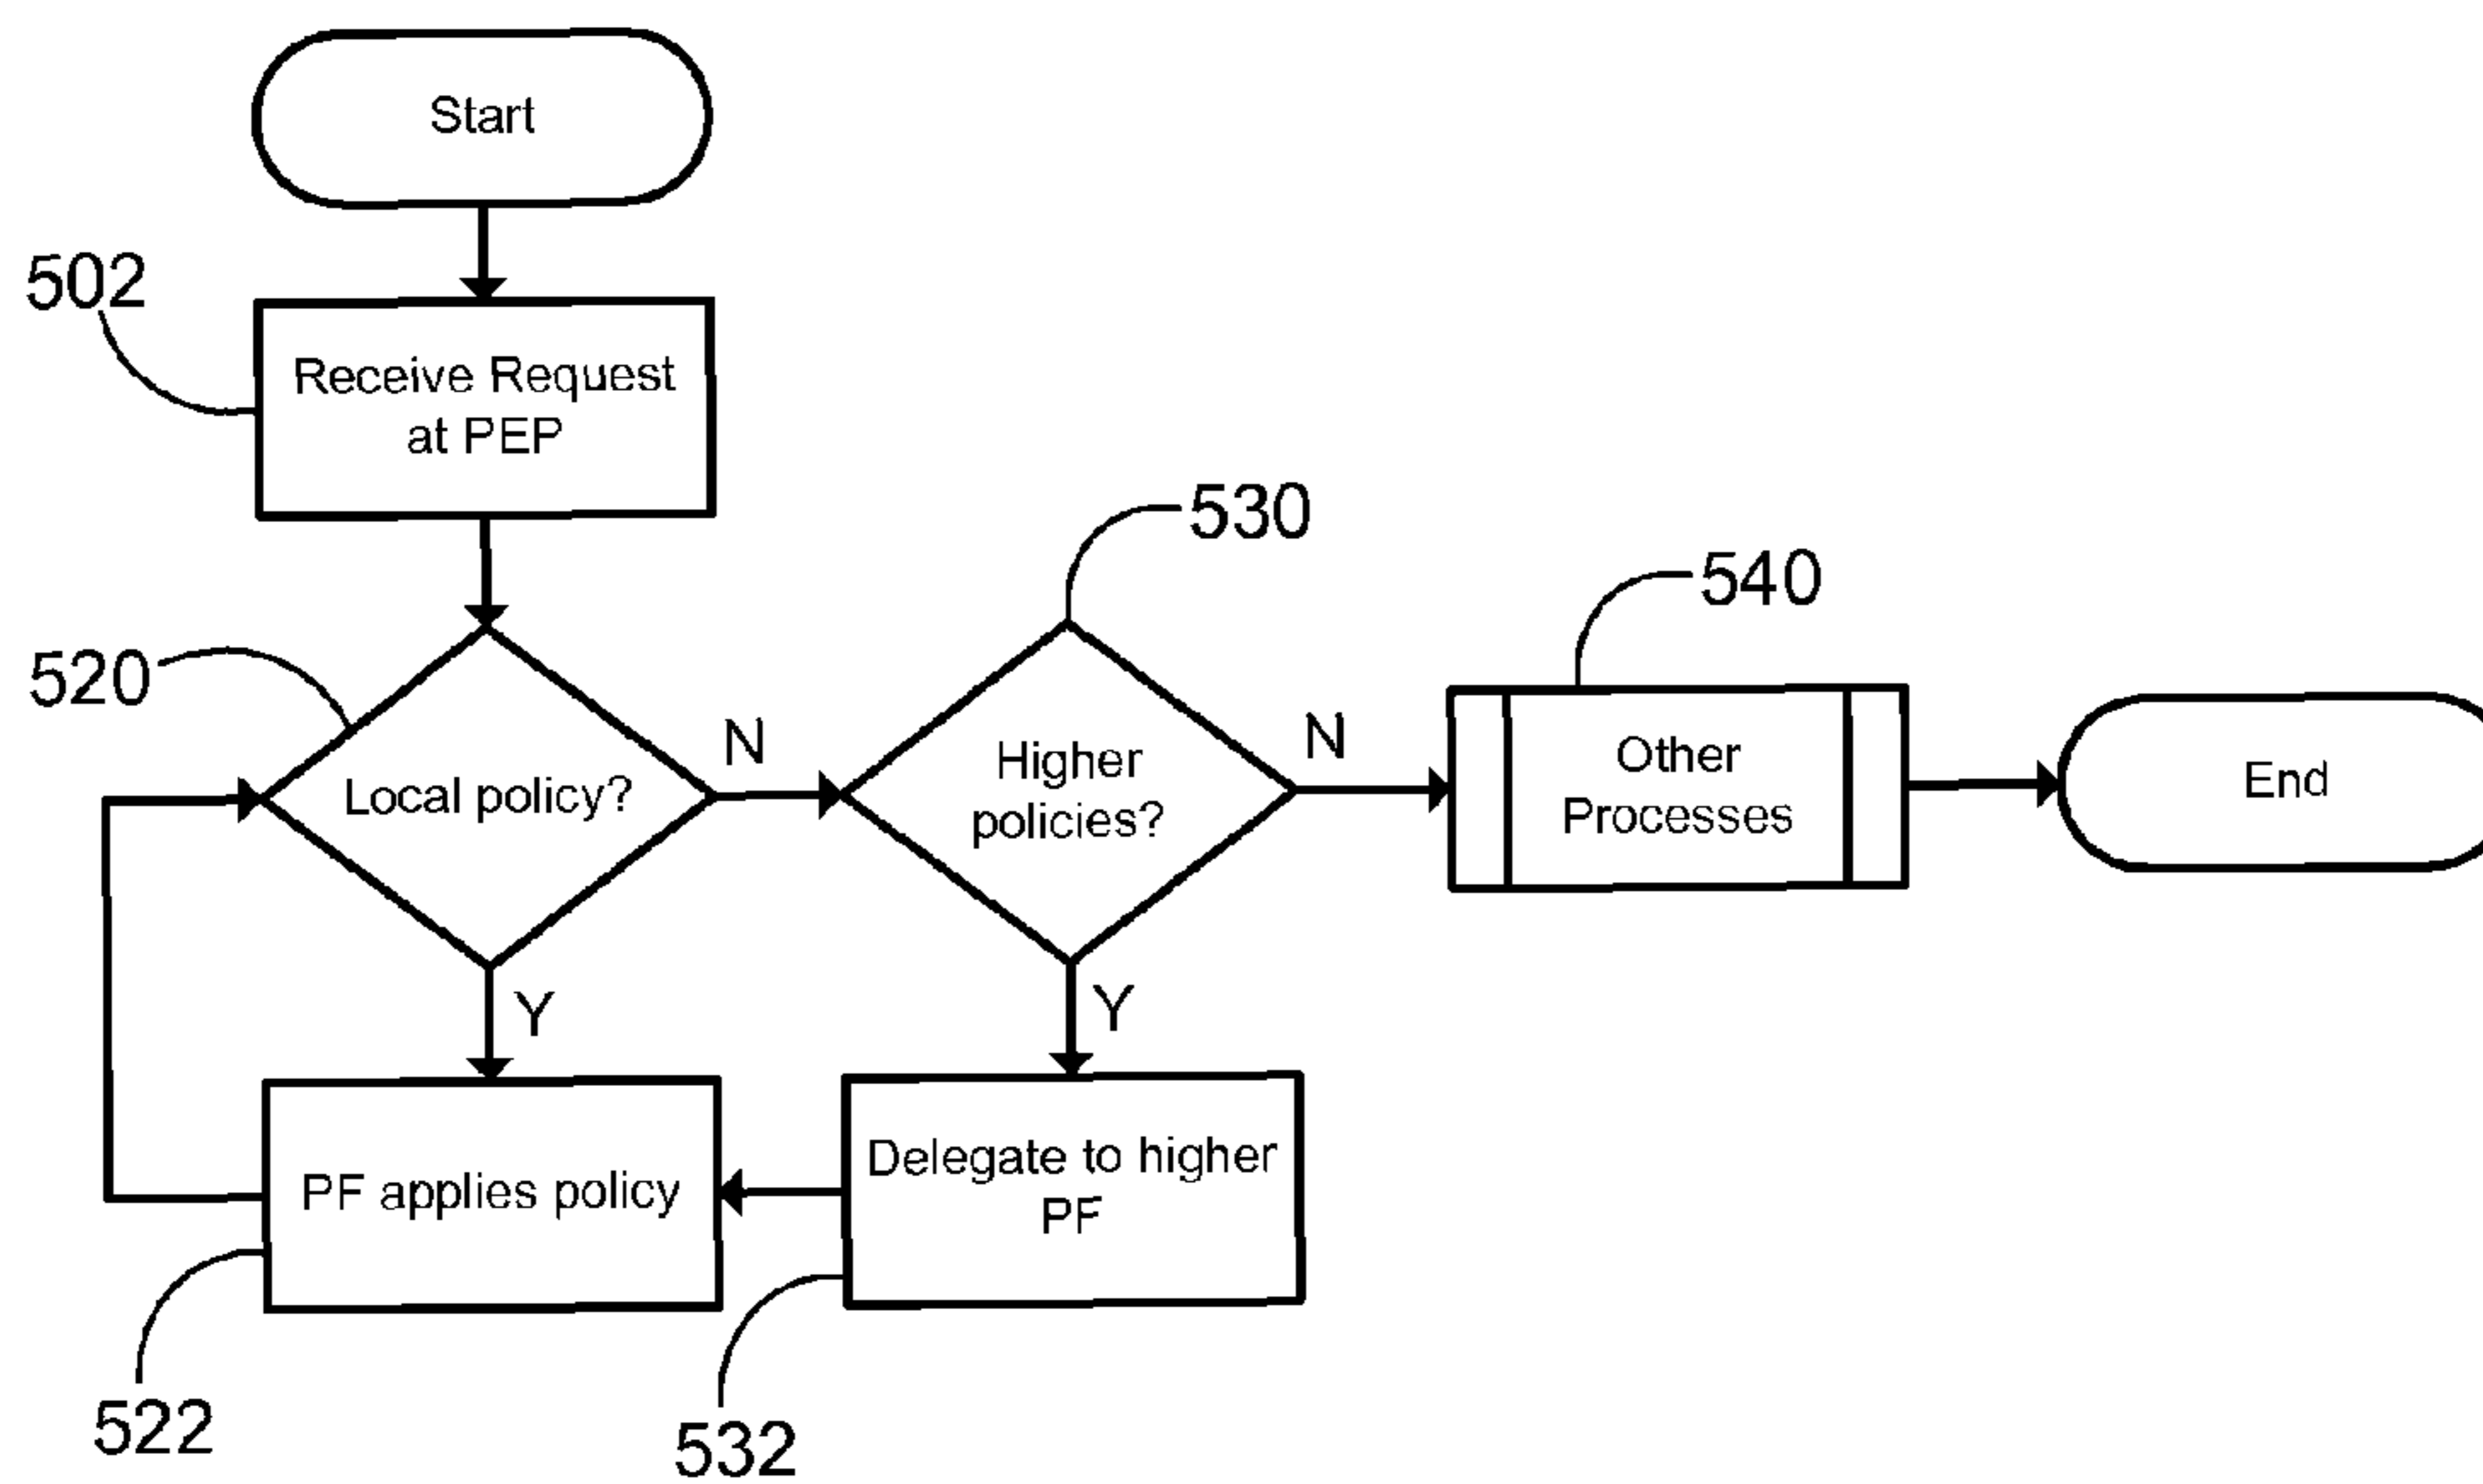 Start
502
Receive Request
at PEP
530
540
520
Local policy?
N
Higher
policies?
N
Other
Processes
End
Y
Y
PF applies policy
Delegate to higher
PF
522
532